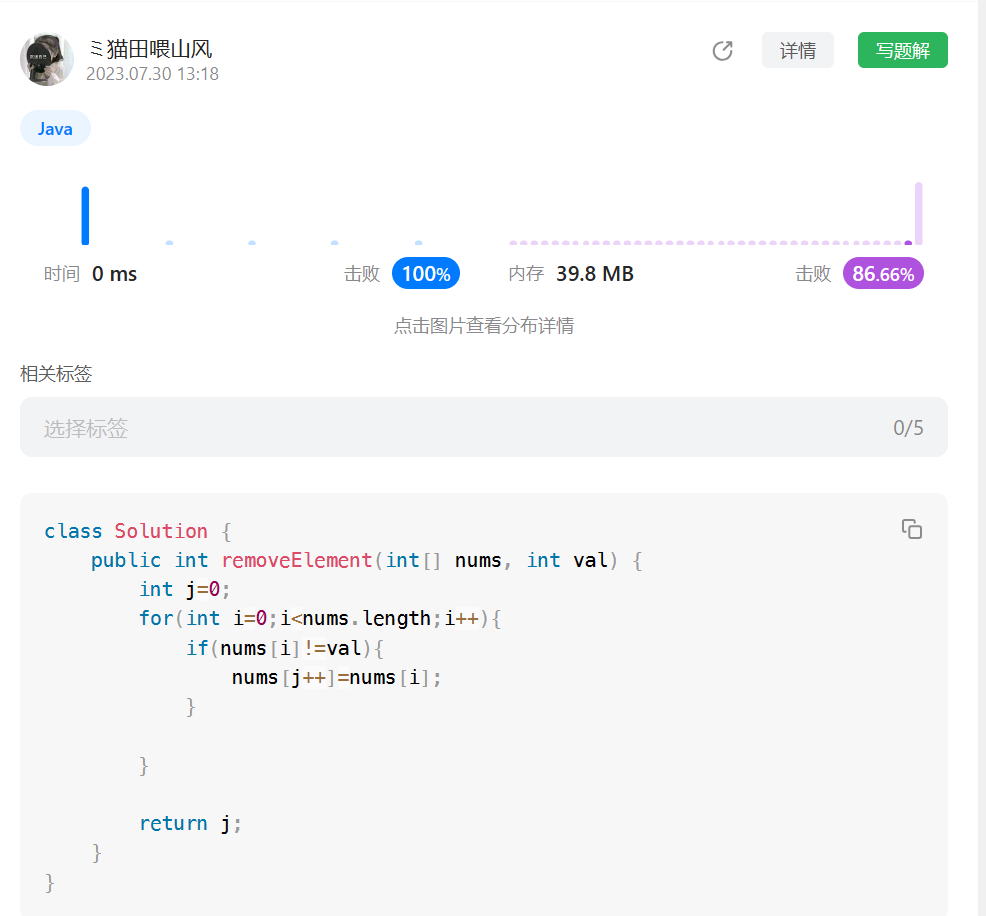 ミ猫田喂山风
2023.07.30 13:18
详情
写题解
Java
时间 0 ms 击败 100% 内存 39.8 MB 击败 86.66%
点击图片查看分布详情
相关标签
选择标签 0/5
class Solution {
    public int removeElement(int[] nums, int val) {
        int j=0;
        for(int i=0;i<nums.length;i++){
            if(nums[i]!=val){
                nums[j++]=nums[i];
            }
        }
        return j;
    }
}